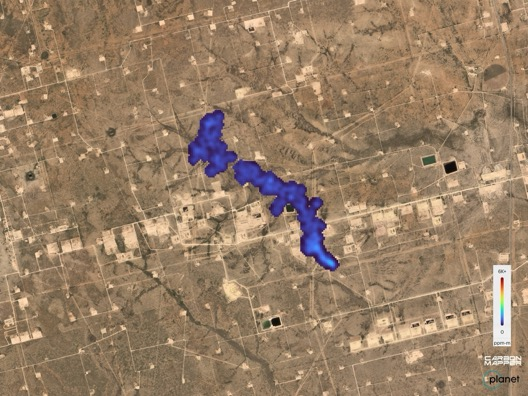 6K+
0
ppm-m
CARBON
MAPPER
planet